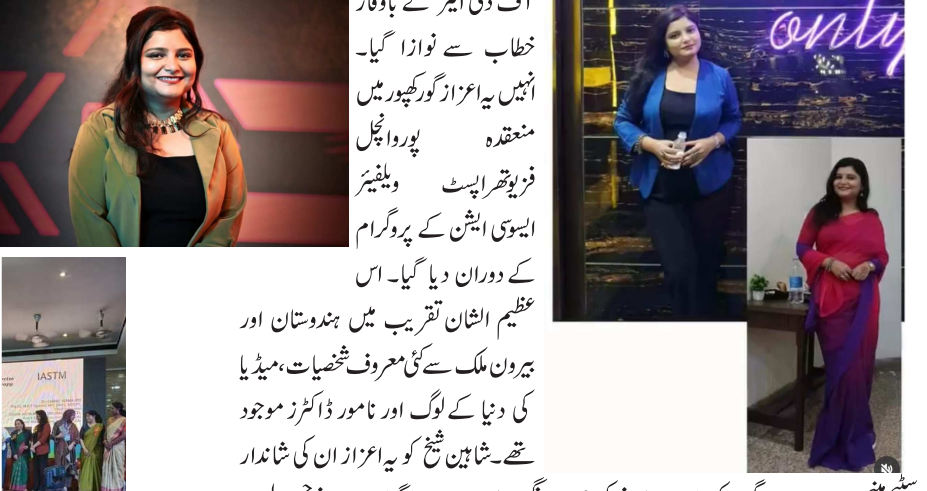 خطاب سے نوازا گیا۔
انہیں یہ اعزاز گورکھپور میں
منعقدہ پوروانچل
فزیوتھراپسٹ ویلفیئر
ایسوسی ایشن کے پروگرام
کے دوران دیا گیا۔ اس
عظیم الشان تقریب میں ہندوستان اور
بیرون ملک سے کئی معروف شخصیات، میڈیا
کی دنیا کے لوگ اور نامور ڈاکٹرز موجود
تھے۔ شاہین شیخ کو یہ اعزاز ان کی شاندار
only
IASTM